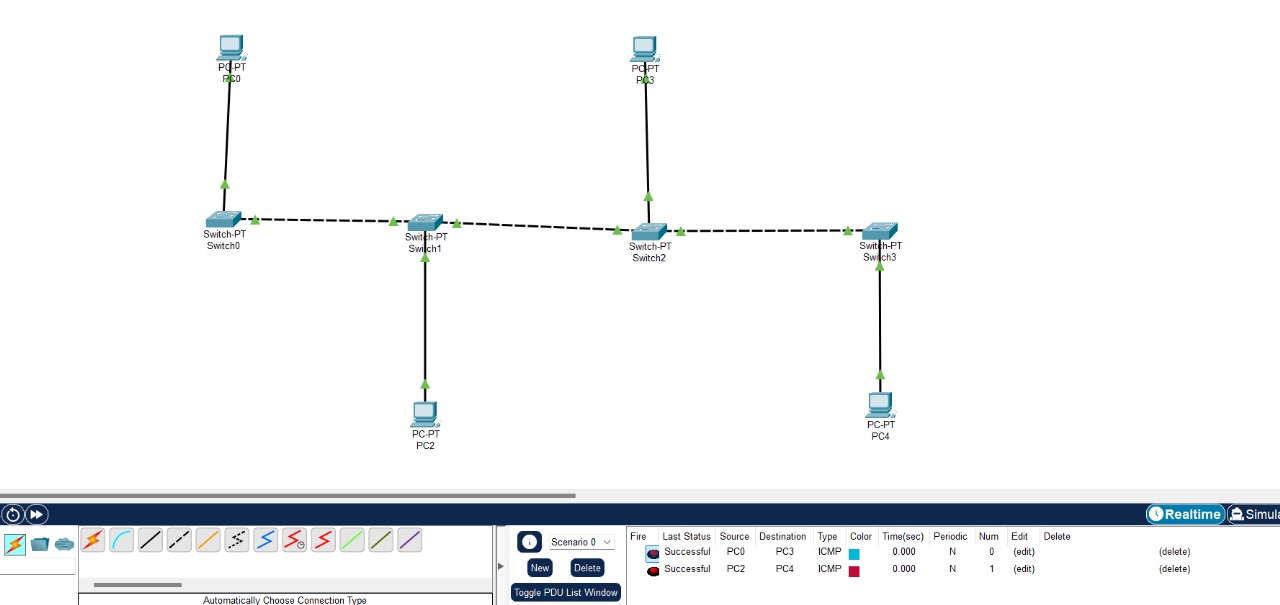 PC-PT
PC0
PC-PT
PC3
Switch-PT
Switch0
Switch-PT
Switch1
Switch-PT
Switch2
Switch-PT
Switch3
PC-PT
PC2
PC-PT
PC4
Realtime
Simula
Scenario 0
New
Delete
Toggle PDU List Window
Automatically Choose Connection Type
Fire Last Status Source Destination Type Color Time(sec) Periodic Num Edit Delete
Successful PC0 PC3 ICMP 0.000 N 0 (edit) (delete)
Successful PC2 PC4 ICMP 0.000 N 1 (edit) (delete)